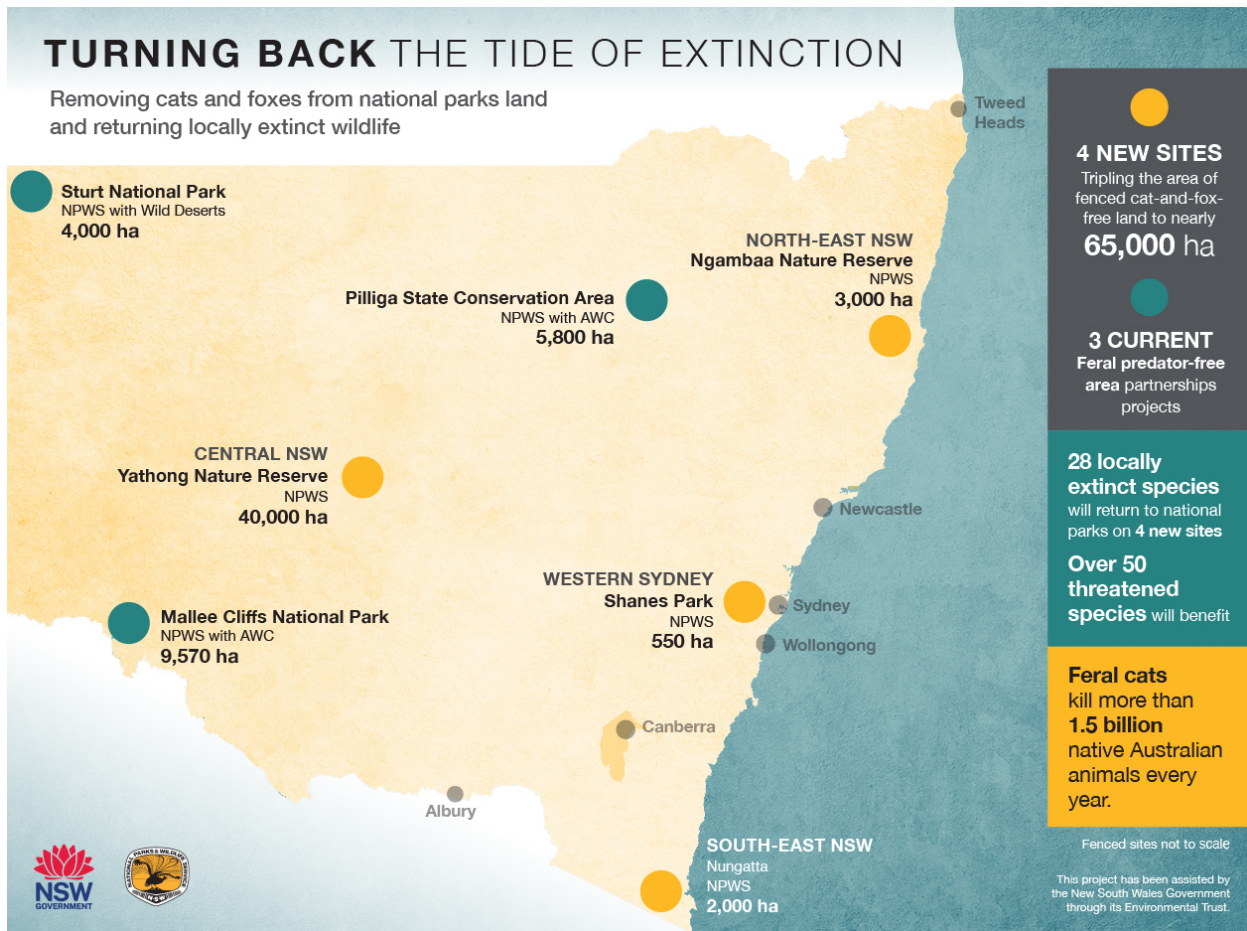 TURNING BACK THE TIDE OF EXTINCTION
Removing cats and foxes from national parks land
and returning locally extinct wildlife
Tweed
Heads
Sturt National Park
NPWS with Wild Deserts
4,000 ha
NORTH-EAST NSW
Ngambaa Nature Reserve
NPWS
3,000 ha
Pilliga State Conservation Area
NPWS with AWC
5,800 ha
CENTRAL NSW
Yathong Nature Reserve
NPWS
40,000 ha
Newcastle
WESTERN SYDNEY
Shanes Park
NPWS
550 ha
Sydney
Wollongong
Mallee Cliffs National Park
NPWS with AWC
9,570 ha
Canberra
Albury
SOUTH-EAST NSW
Nungatta
NPWS
2,000 ha
4 NEW SITES
Tripling the area of
fenced cat-and-fox-
free land to nearly
65,000 ha
3 CURRENT
Feral predator-free
area partnerships
projects
28 locally
extinct species
will return to national
parks on 4 new sites
Over 50
threatened
species will benefit
Feral cats
kill more than
1.5 billion
native Australian
animals every
year.
Fenced sites not to scale
This project has been assisted by
the New South Wales Government
through its Environmental Trust.
NSW
GOVERNMENT
NATIONAL PARKS & WILDLIFE SERVICE
N·S·W